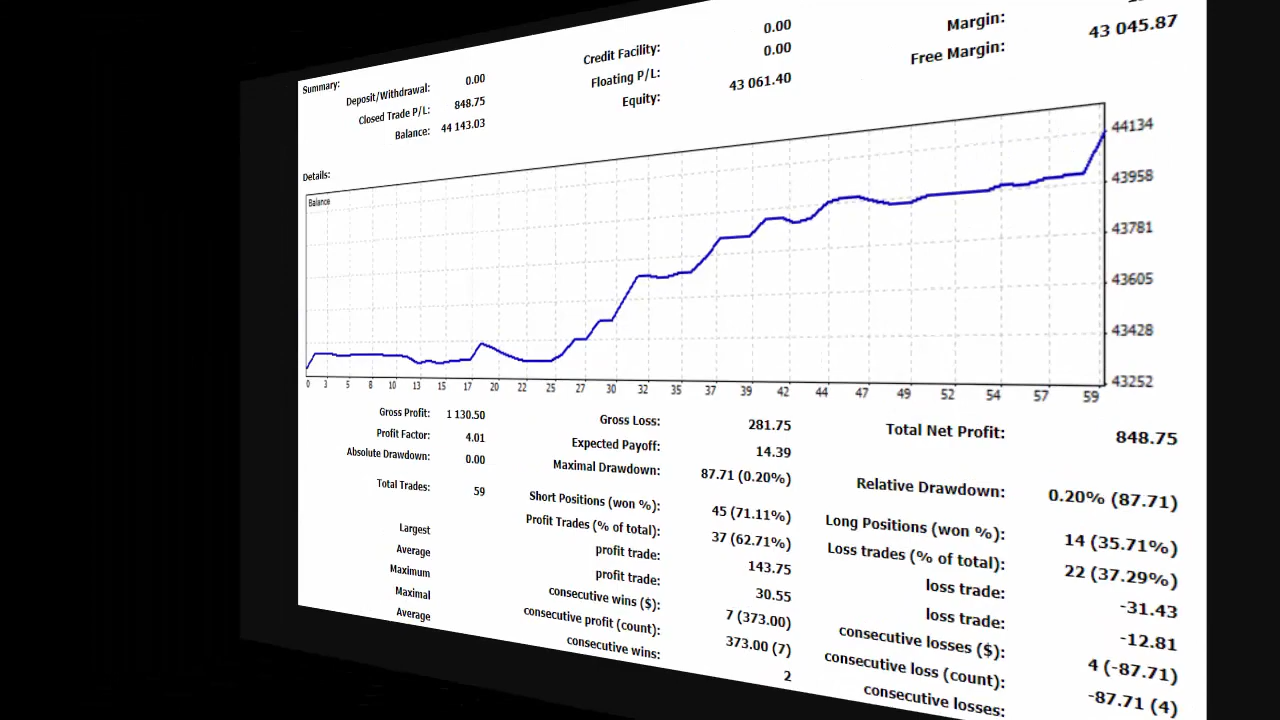 Summary:
Deposit/Withdrawal: 0.00 Credit Facility: 0.00 Margin:
Closed Trade P/L: 848.75 Floating P/L: 0.00 Free Margin: 43 045.87
Balance: 44 143.03 Equity: 43 061.40
Details:
Balance
44134
43958
43781
43605
43428
43252
0 3 5 8 10 13 15 17 20 22 25 27 30 32 35 37 39 42 44 47 49 52 54 57 59
Gross Profit: 1 130.50 Gross Loss: 281.75 Total Net Profit: 848.75
Profit Factor: 4.01 Expected Payoff: 14.39
Absolute Drawdown: 0.00 Maximal Drawdown: 87.71 (0.20%) Relative Drawdown: 0.20% (87.71)
Total Trades: 59 Short Positions (won %): 45 (71.11%) Long Positions (won %): 14 (35.71%)
Profit Trades (% of total): 37 (62.71%) Loss trades (% of total): 22 (37.29%)
Largest profit trade: 143.75 loss trade: -31.43
Average profit trade: 30.55 loss trade: -12.81
Maximum consecutive wins ($): 7 (373.00) consecutive losses ($): 4 (-87.71)
Maximal consecutive profit (count): 373.00 (7) consecutive loss (count): -87.71 (4)
Average consecutive wins: 2 consecutive losses: